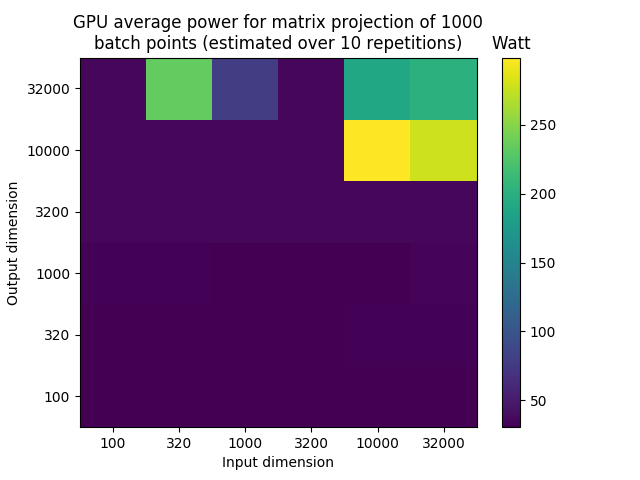 GPU average power for matrix projection of 1000
batch points (estimated over 10 repetitions)
Watt
Output dimension
32000
10000
3200
1000
320
100
100 320 1000 3200 10000 32000
Input dimension
250
200
150
100
50